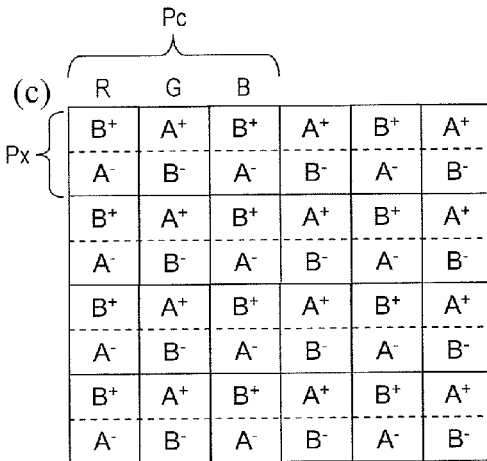 Pc
R G B
(c)
B⁺ A⁺ B⁺ A⁺ B⁺ A⁺
Px
A⁻ B⁻ A⁻ B⁻ A⁻ B⁻
B⁺ A⁺ B⁺ A⁺ B⁺ A⁺
A⁻ B⁻ A⁻ B⁻ A⁻ B⁻
B⁺ A⁺ B⁺ A⁺ B⁺ A⁺
A⁻ B⁻ A⁻ B⁻ A⁻ B⁻
B⁺ A⁺ B⁺ A⁺ B⁺ A⁺
A⁻ B⁻ A⁻ B⁻ A⁻ B⁻